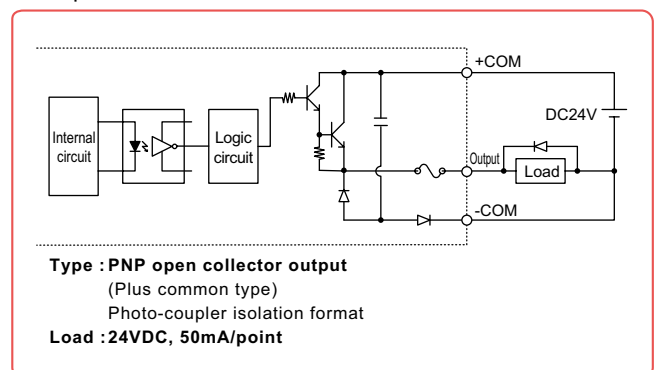 +COM
DC24V
Internal
circuit
Logic
circuit
Output
Load
-COM
Type : PNP open collector output
(Plus common type)
Photo-coupler isolation format
Load : 24VDC, 50mA/point